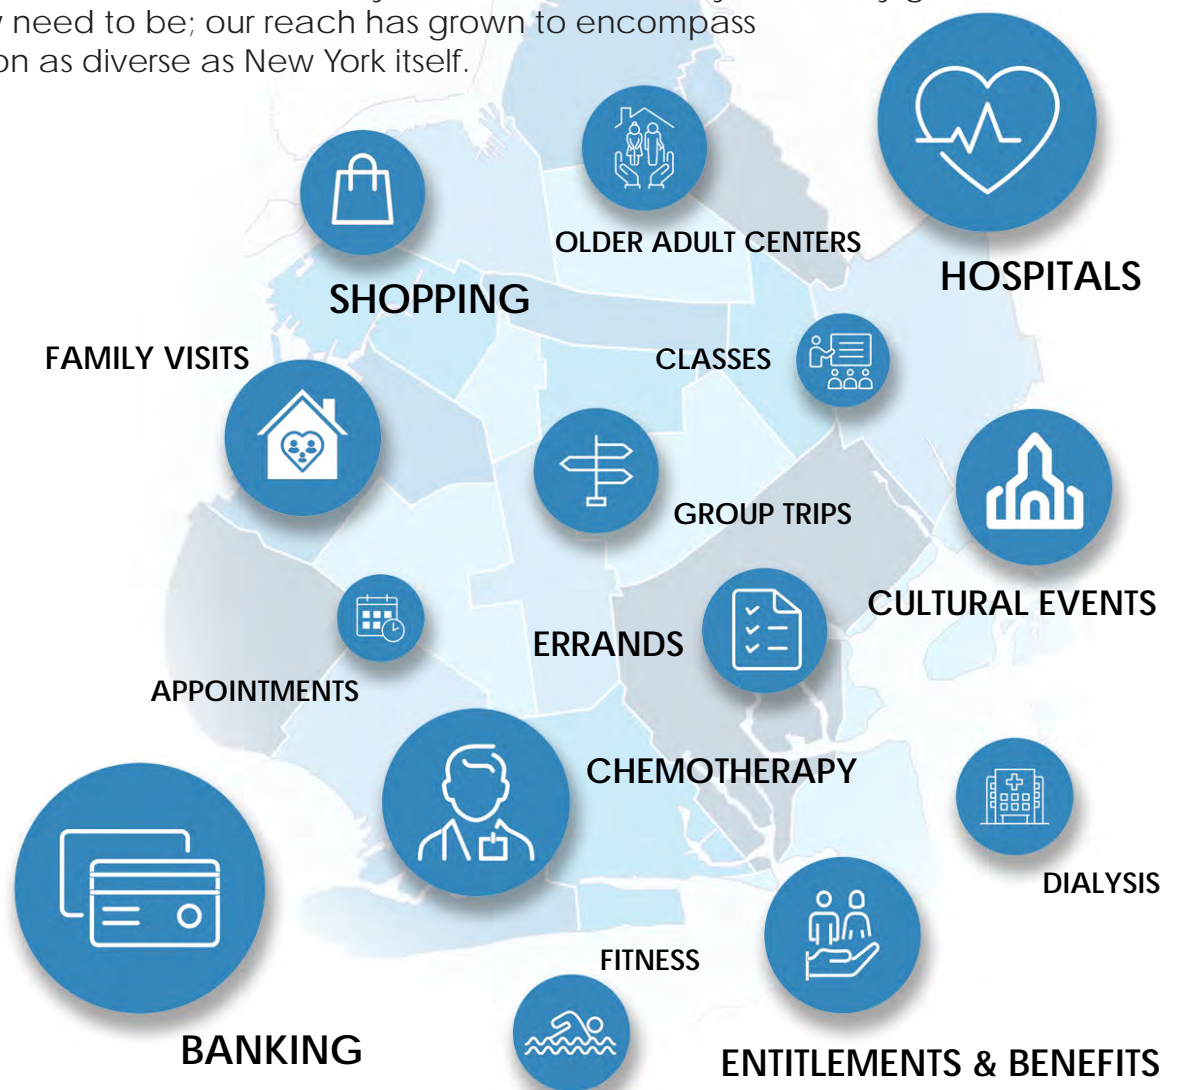 need to be; our reach has grown to encompass
as diverse as New York itself.
OLDER ADULT CENTERS
HOSPITALS
SHOPPING
FAMILY VISITS
CLASSES
GROUP TRIPS
CULTURAL EVENTS
ERRANDS
APPOINTMENTS
CHEMOTHERAPY
DIALYSIS
FITNESS
BANKING
ENTITLEMENTS & BENEFITS